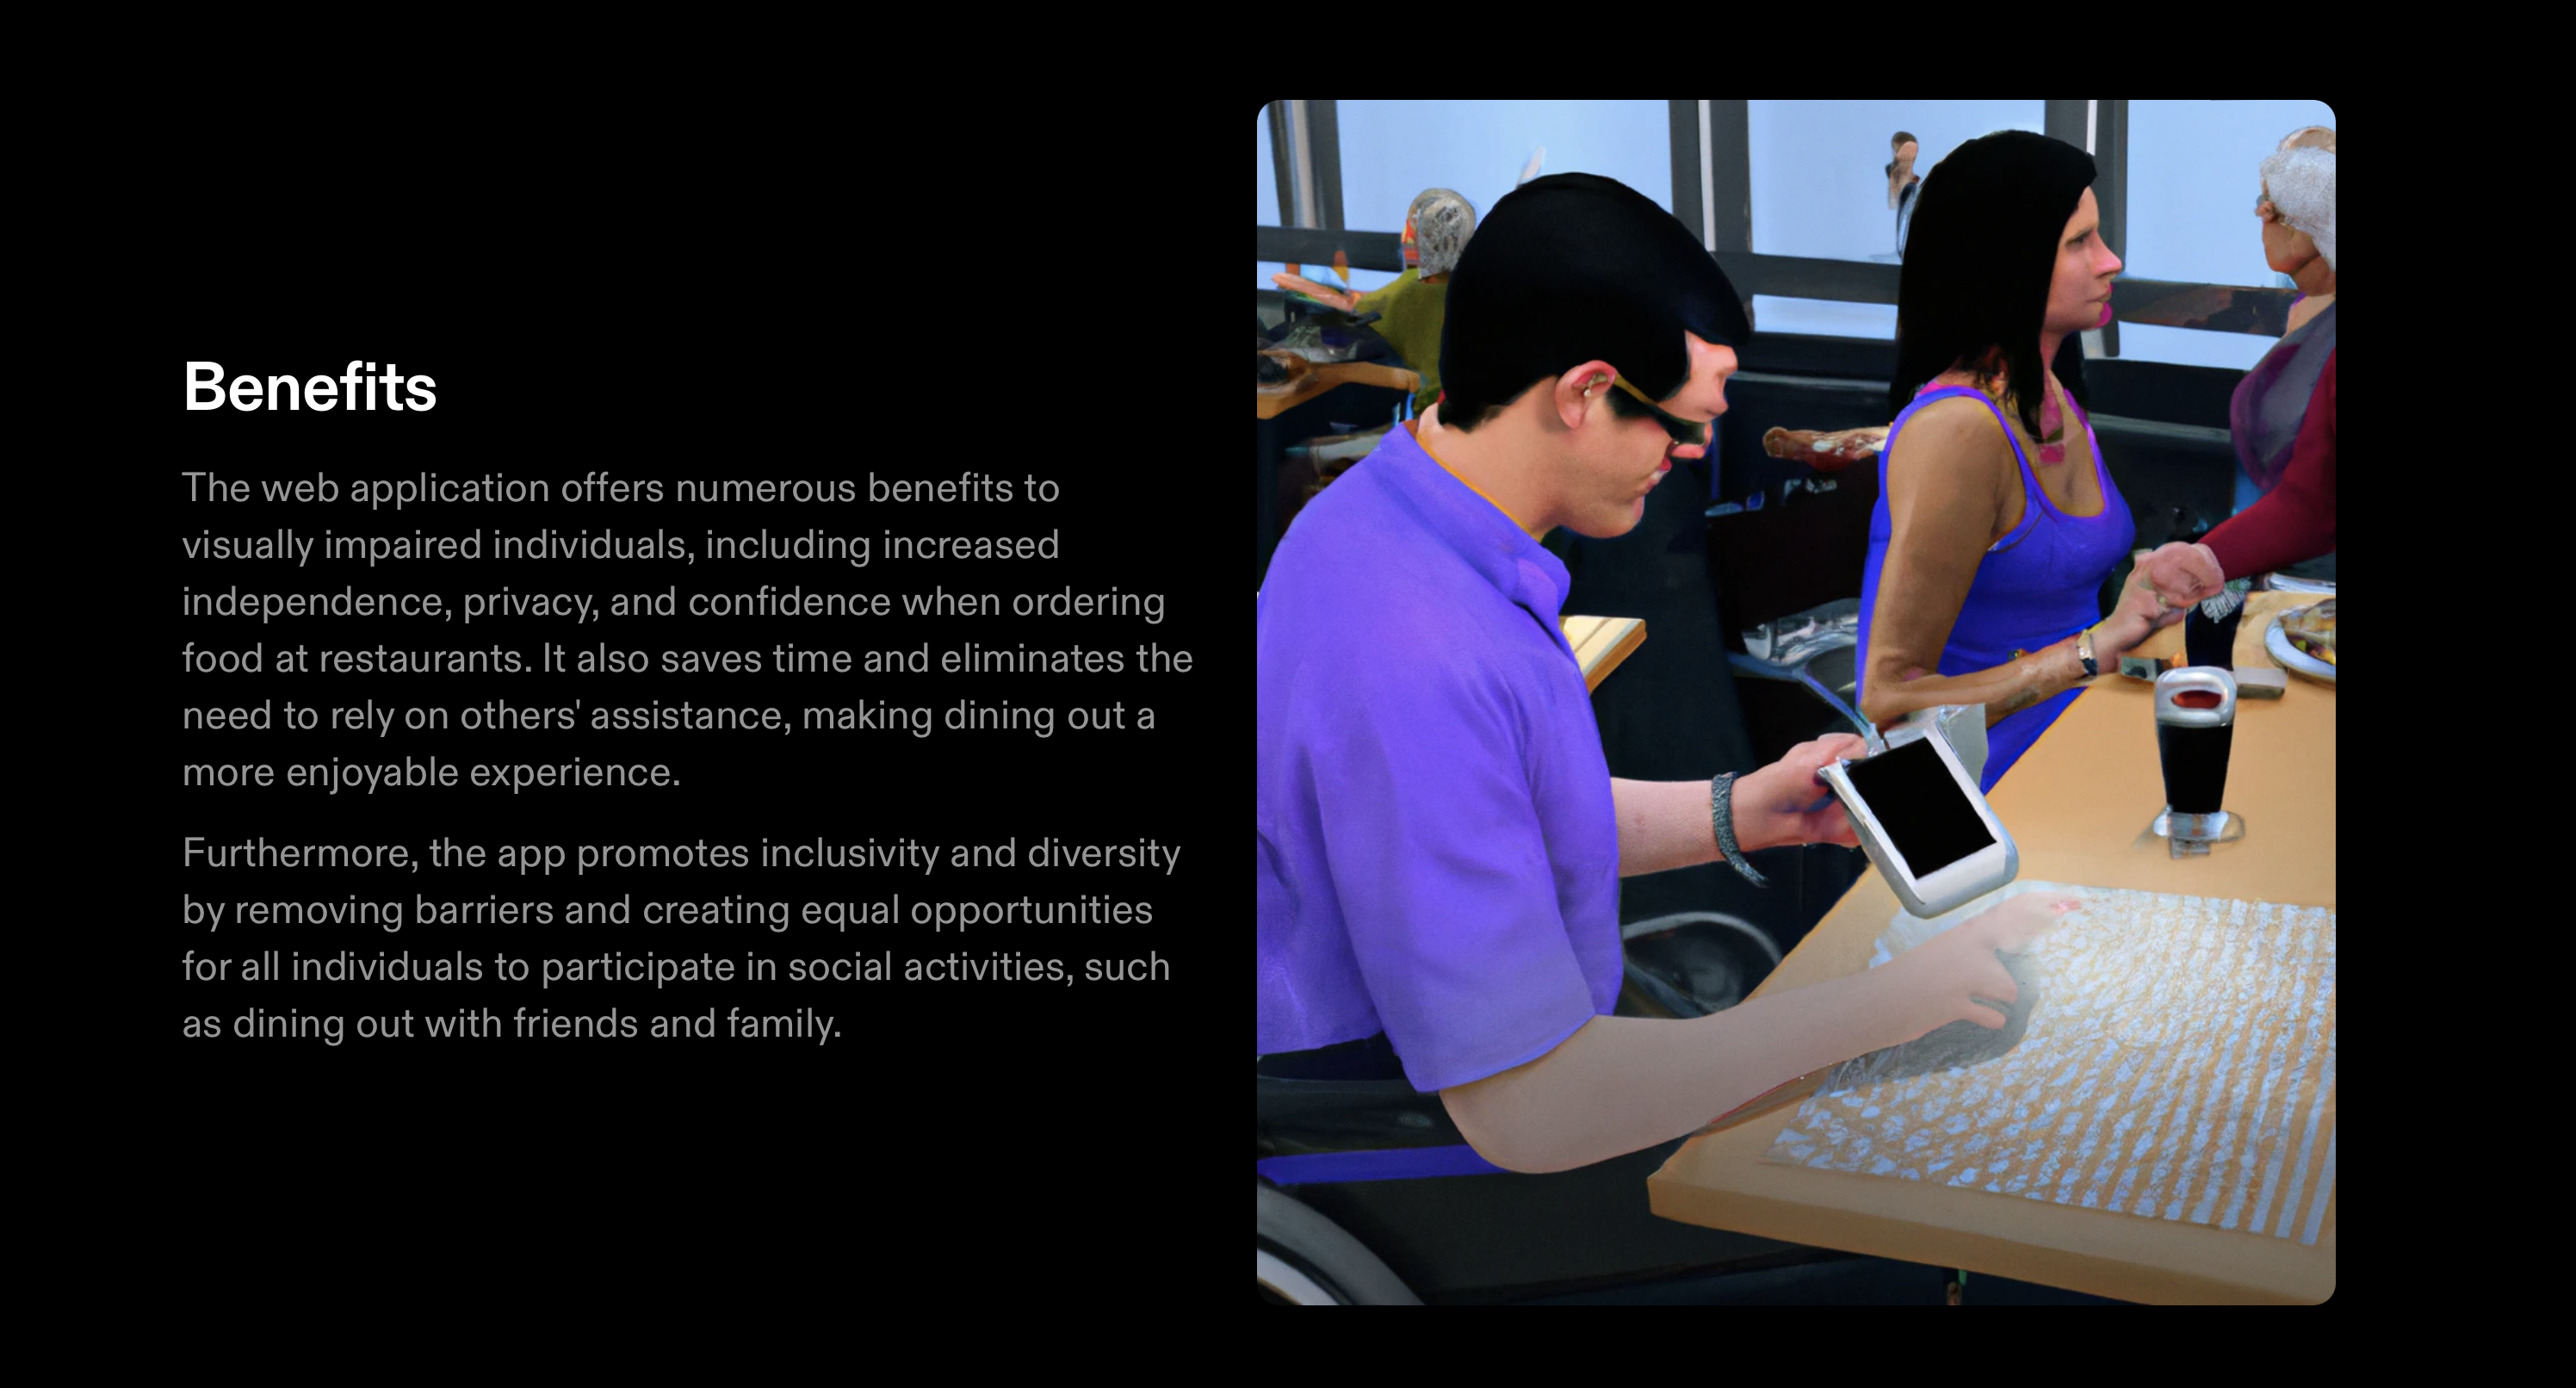 Benefits
The web application offers numerous benefits to
visually impaired individuals, including increased
independence, privacy, and confidence when ordering
food at restaurants. It also saves time and eliminates the
need to rely on others' assistance, making dining out a
more enjoyable experience.
Furthermore, the app promotes inclusivity and diversity
by removing barriers and creating equal opportunities
for all individuals to participate in social activities, such
as dining out with friends and family.